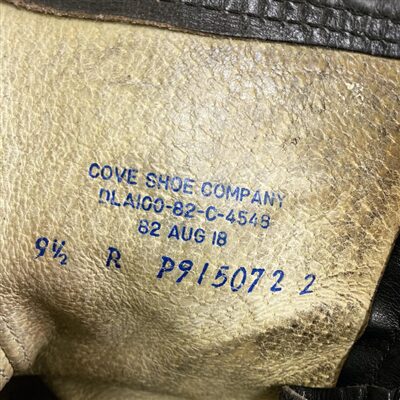 COVE SHOE COMPANY
DLA100-82-C-4548
82 AUG 18
9½ R P915072 2